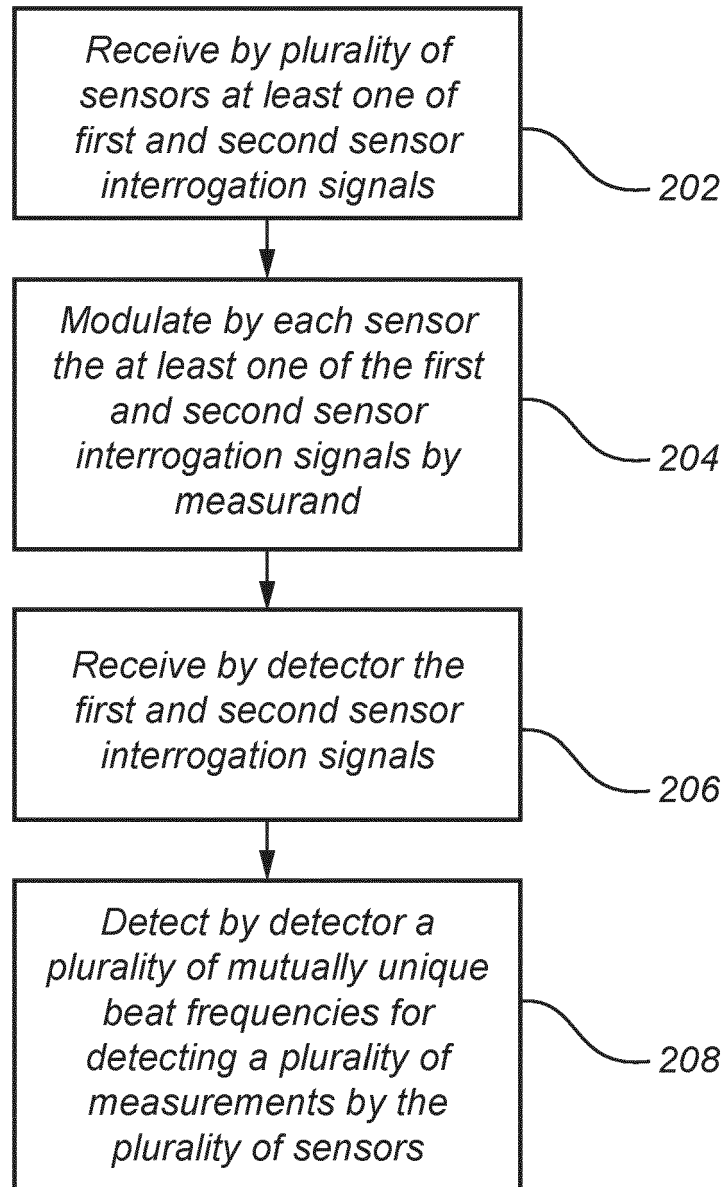 Receive by plurality of
sensors at least one of
first and second sensor
interrogation signals
202
Modulate by each sensor
the at least one of the first
and second sensor
interrogation signals by
measurand
204
Receive by detector the
first and second sensor
interrogation signals
206
Detect by detector a
plurality of mutually unique
beat frequencies for
detecting a plurality of
measurements by the
plurality of sensors
208